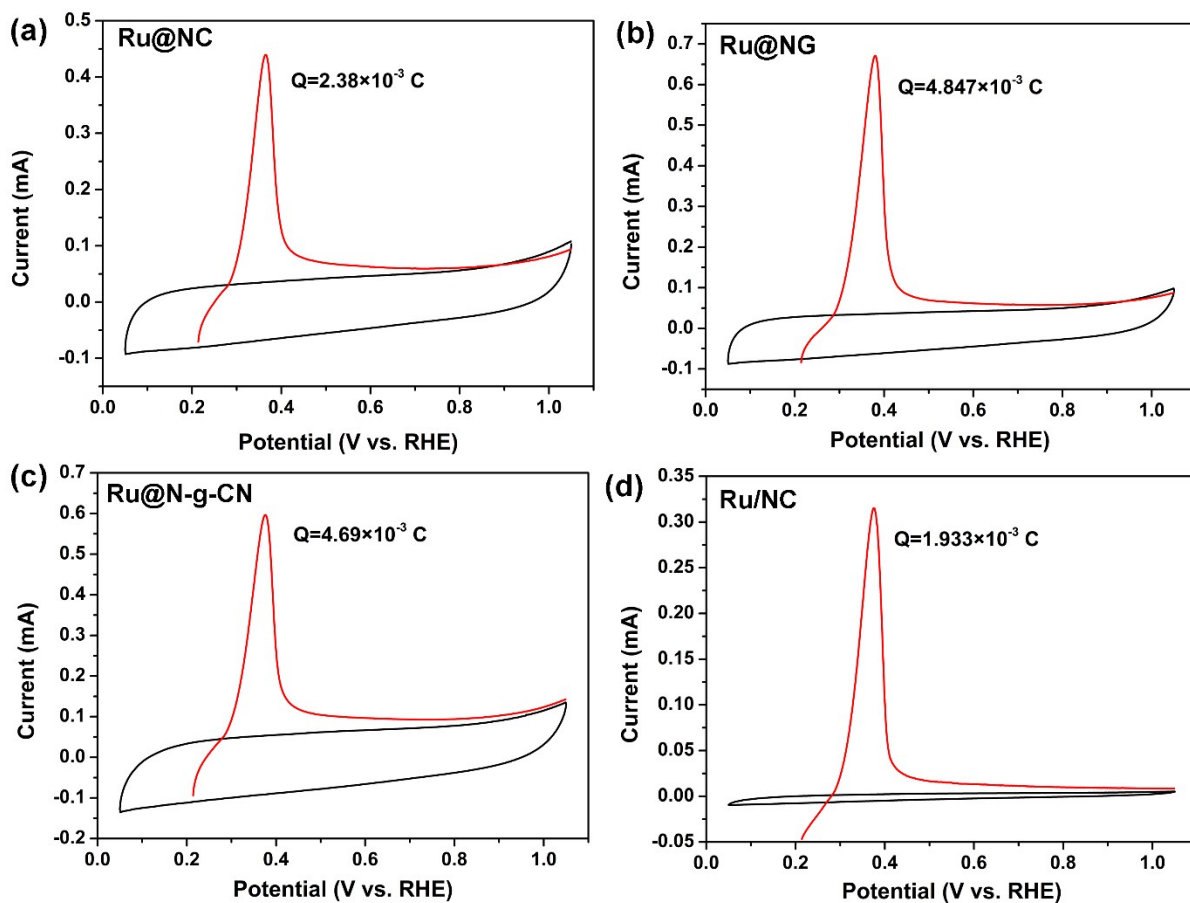 (a)
Ru@NC
Q=2.38×10⁻³ C
Current (mA)
0.5
0.4
0.3
0.2
0.1
0.0
-0.1
0.0 0.2 0.4 0.6 0.8 1.0
Potential (V vs. RHE)
(b)
Ru@NG
Q=4.847×10⁻³ C
Current (mA)
0.7
0.6
0.5
0.4
0.3
0.2
0.1
0.0
-0.1
0.0 0.2 0.4 0.6 0.8 1.0
Potential (V vs. RHE)
(c)
Ru@N-g-CN
Q=4.69×10⁻³ C
Current (mA)
0.7
0.6
0.5
0.4
0.3
0.2
0.1
0.0
-0.1
-0.2
0.0 0.2 0.4 0.6 0.8 1.0
Potential (V vs. RHE)
(d)
Ru/NC
Q=1.933×10⁻³ C
Current (mA)
0.35
0.30
0.25
0.20
0.15
0.10
0.05
0.00
-0.05
0.0 0.2 0.4 0.6 0.8 1.0
Potential (V vs. RHE)